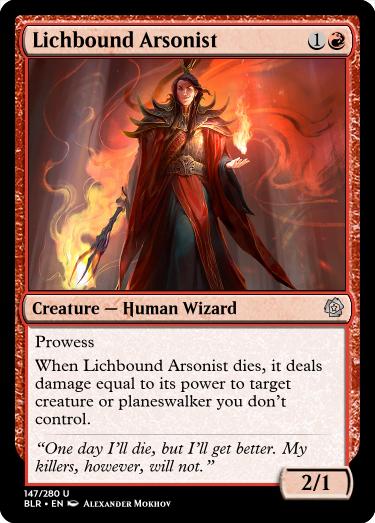 Lichbound Arsonist 1
Creature — Human Wizard
Prowess
When Lichbound Arsonist dies, it deals
damage equal to its power to target
creature or planeswalker you don’t
control.
“One day I’ll die, but I’ll get better. My
killers, however, will not.”
2/1
147/280 U
BLR • EN Alexander Mokhov